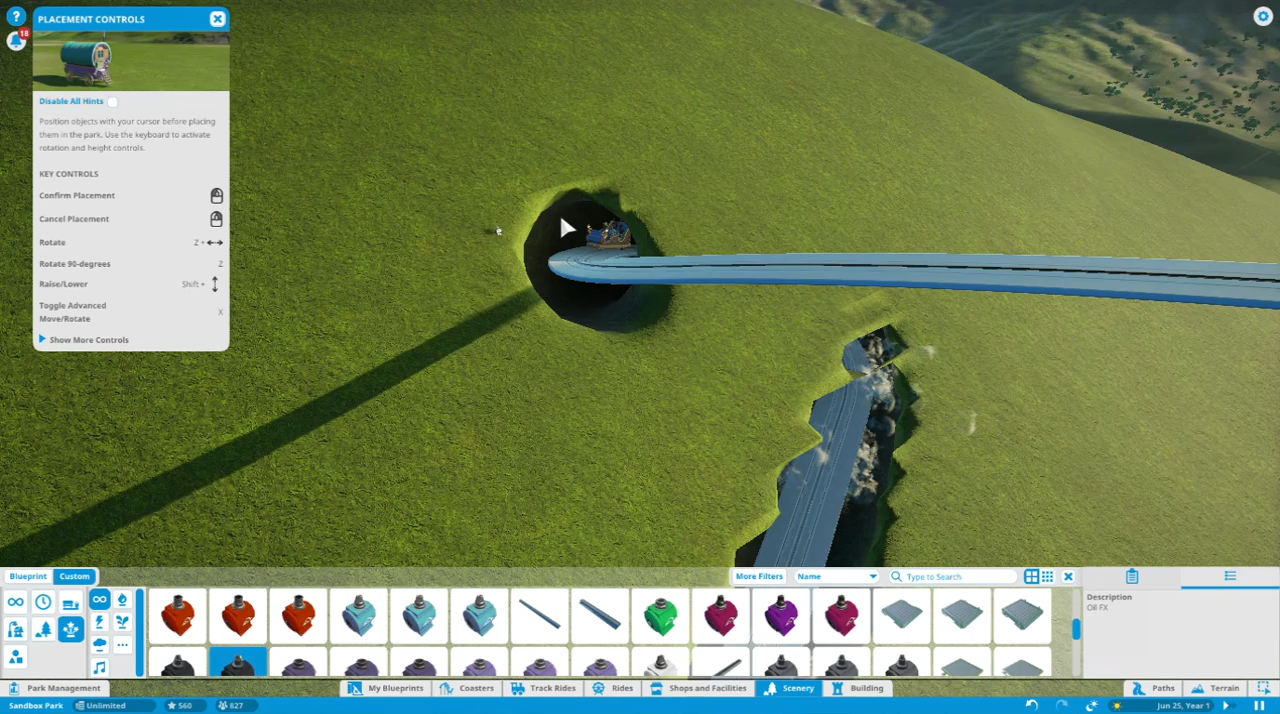 ?
18
PLACEMENT CONTROLS
Disable All Hints
Position objects with your cursor before placing
them in the park. Use the keyboard to activate
rotation and height controls.
KEY CONTROLS
Confirm Placement
Cancel Placement
Rotate Z +
Rotate 90-degrees Z
Raise/Lower Shift +
Toggle Advanced
Move/Rotate X
Show More Controls
Blueprint Custom More Filters Name Type to Search
Description
OB FX
Park Management My Blueprints Coasters Track Rides Rides Shops and Facilities Scenery Building Paths Terrain
Sandbox Park Unlimited 560 827 Jun 25, Year 1